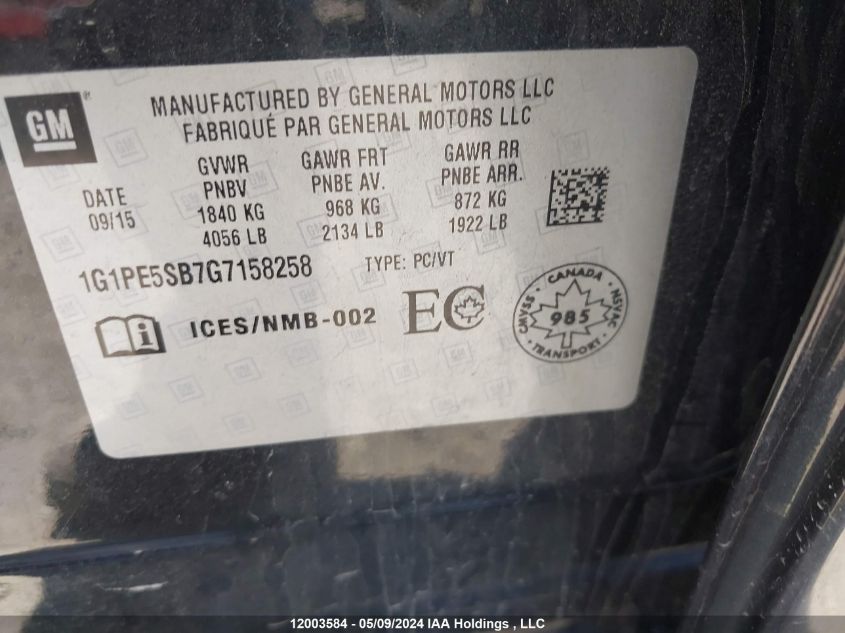 GM
MANUFACTURED BY GENERAL MOTORS LLC
FABRIQUÉ PAR GENERAL MOTORS LLC
DATE
09/15
GVWR
PNBV
1840 KG
4056 LB
GAWR FRT
PNBE AV.
968 KG
2134 LB
GAWR RR
PNBE ARR.
872 KG
1922 LB
1G1PE5SB7G7158258 TYPE: PC/VT
ICES/NMB-002
EC
CANADA
CMVSS 985 NSVAC
TRANSPORT
12003584 - 05/09/2024 IAA Holdings , LLC